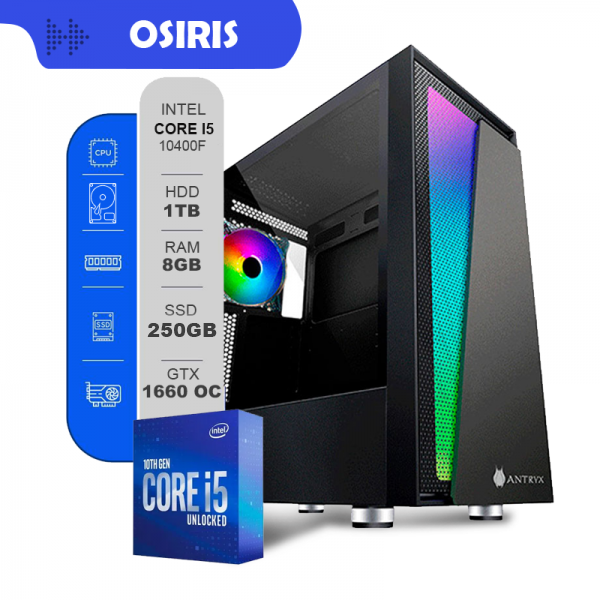 OSIRIS
INTEL
CORE I5
10400F
CPU
HDD
1TB
RAM
8GB
SSD
250GB
SSD
GTX
1660 OC
intel
10TH GEN
CORE i5
UNLOCKED
ANTRYX